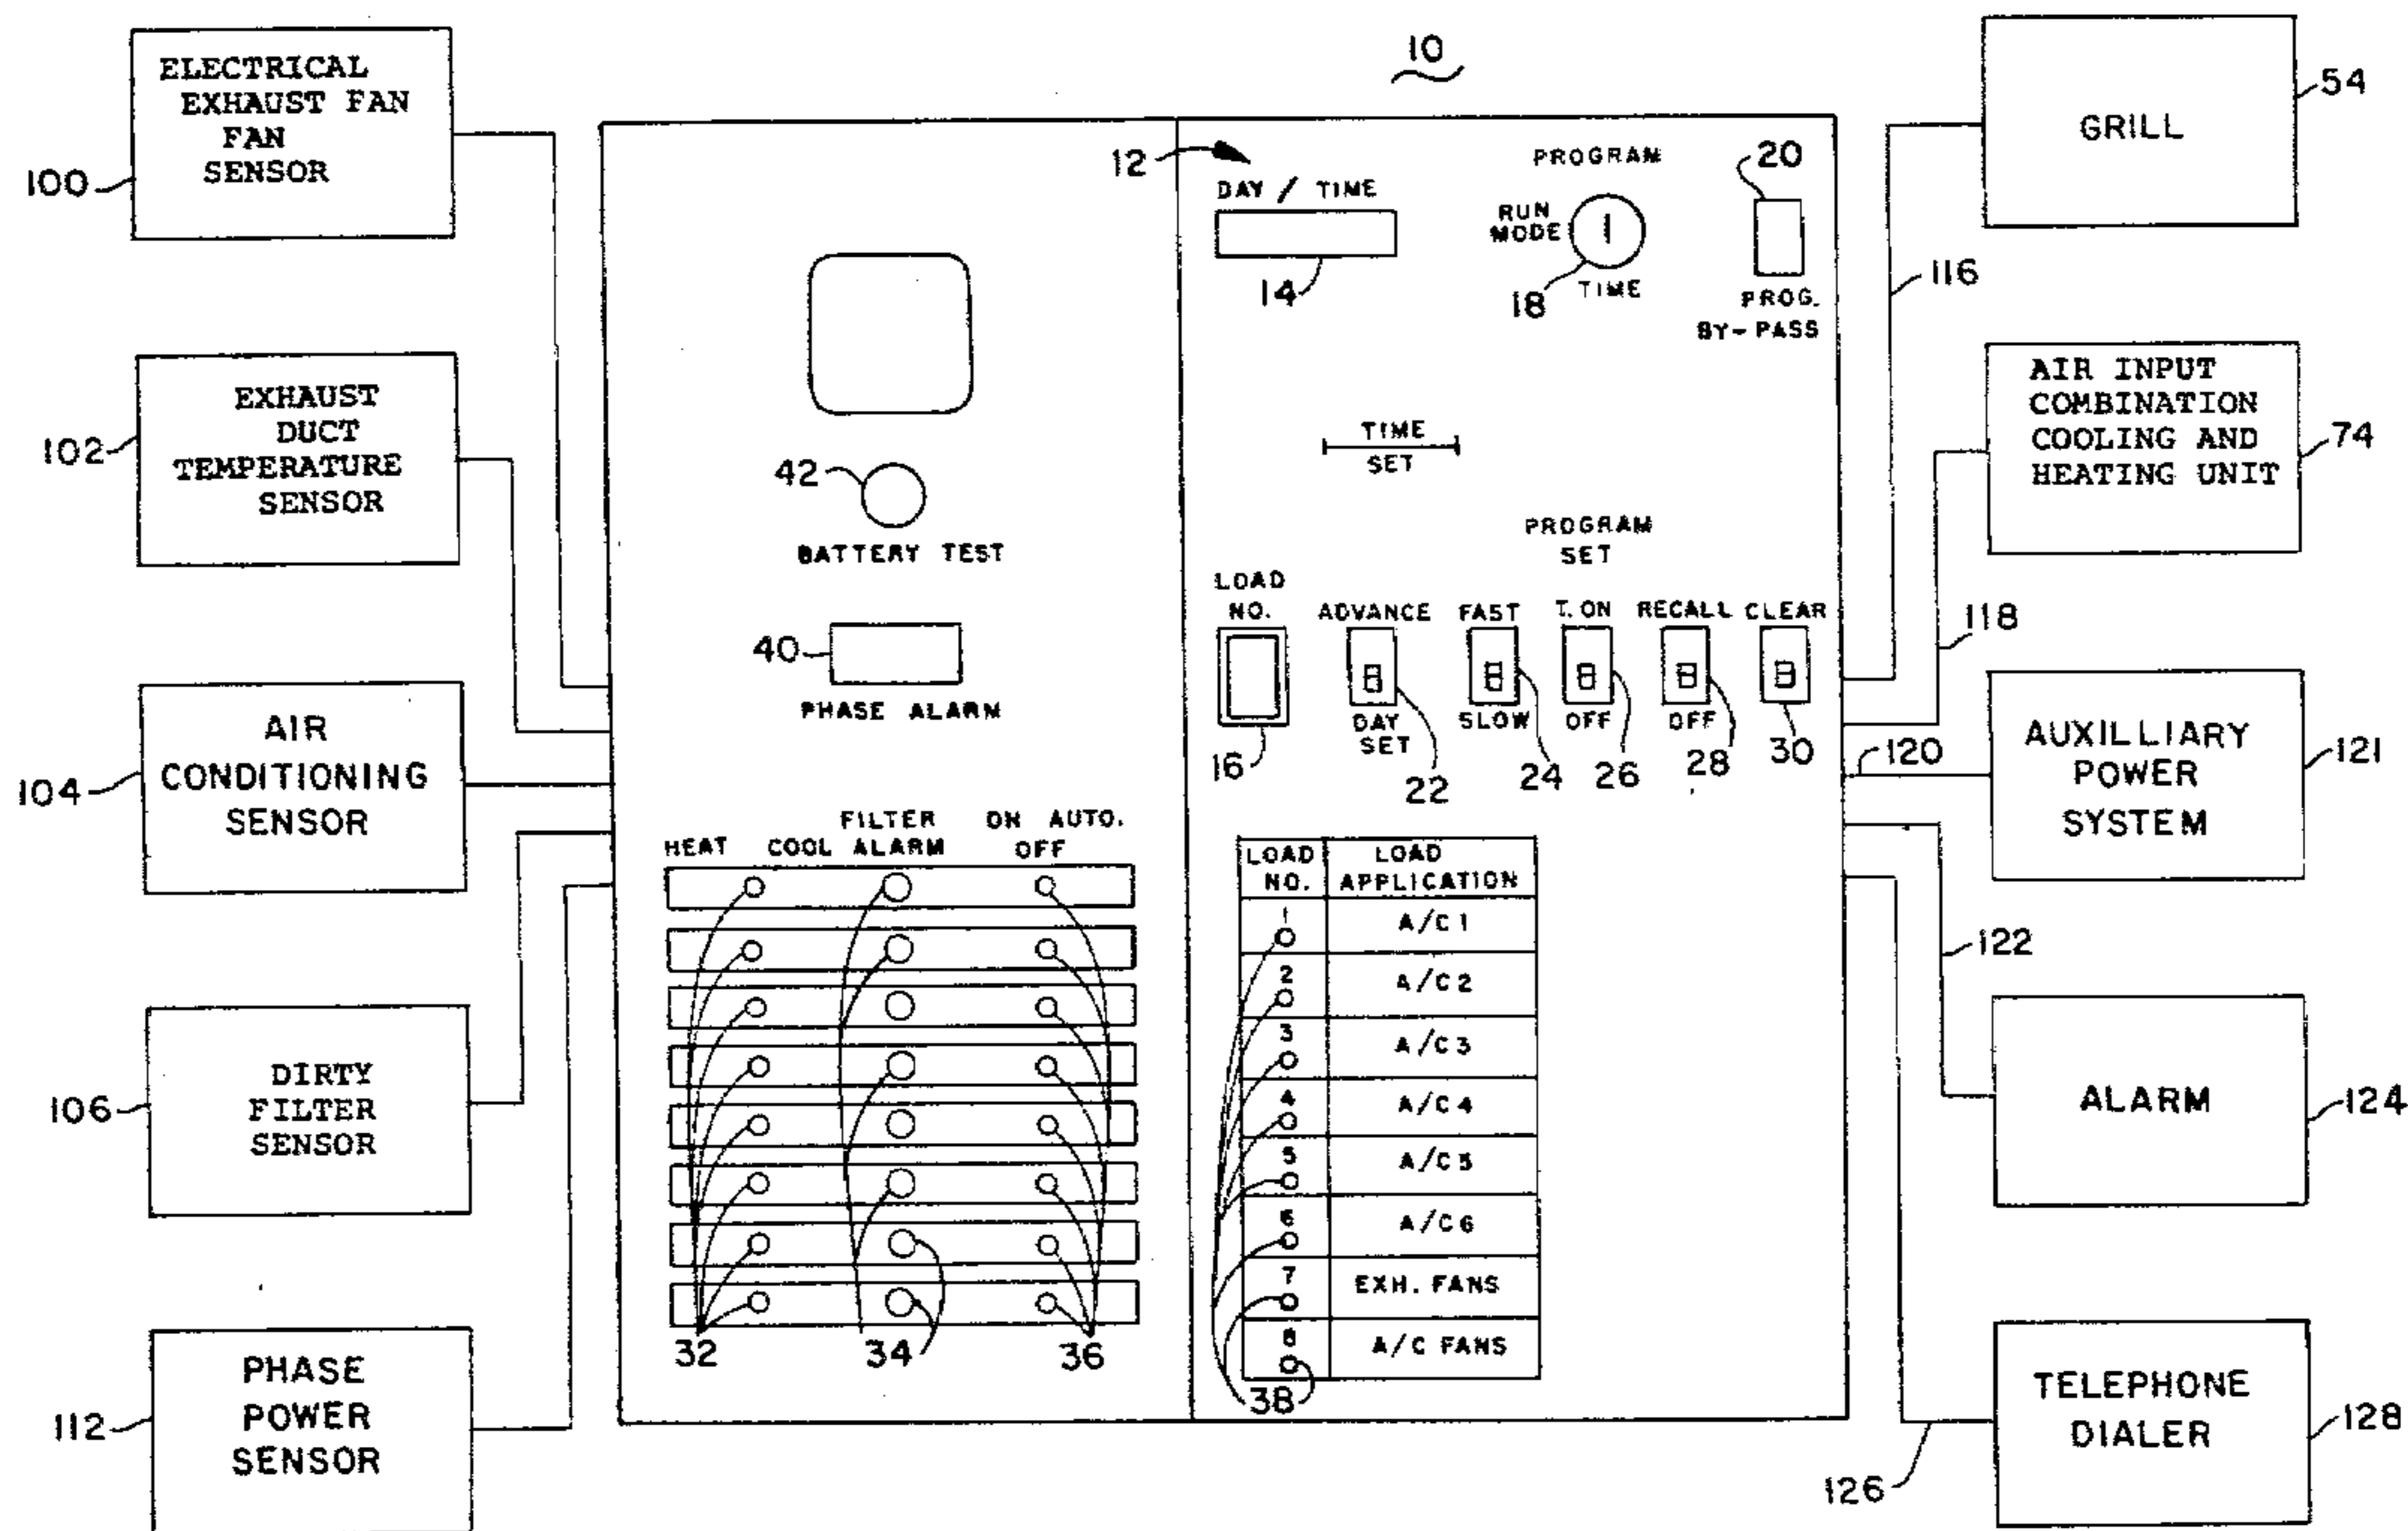 10
ELECTRICAL
EXHAUST FAN
FAN
SENSOR
100
EXHAUST
DUCT
TEMPERATURE
SENSOR
102
AIR
CONDITIONING
SENSOR
104
DIRTY
FILTER
SENSOR
106
PHASE
POWER
SENSOR
112
42
BATTERY TEST
40
PHASE ALARM
HEAT COOL
FILTER
ALARM
ON AUTO.
OFF
32
34
36
12
DAY / TIME
14
PROGRAM
RUN
MODE
18
TIME
20
PROG.
BY-PASS
TIME
SET
PROGRAM
SET
LOAD
NO.
16
ADVANCE
DAY
SET
22
FAST
SLOW
24
T. ON
OFF
26
RECALL
OFF
28
CLEAR
30
LOAD
NO.
LOAD
APPLICATION
1 A/C 1
2 A/C 2
3 A/C 3
4 A/C 4
5 A/C 5
6 A/C 6
7 EXH. FANS
8 A/C FANS
38
GRILL
54
116
AIR INPUT
COMBINATION
COOLING AND
HEATING UNIT
74
118
AUXILLIARY
POWER
SYSTEM
120
121
122
ALARM
124
TELEPHONE
DIALER
126
128